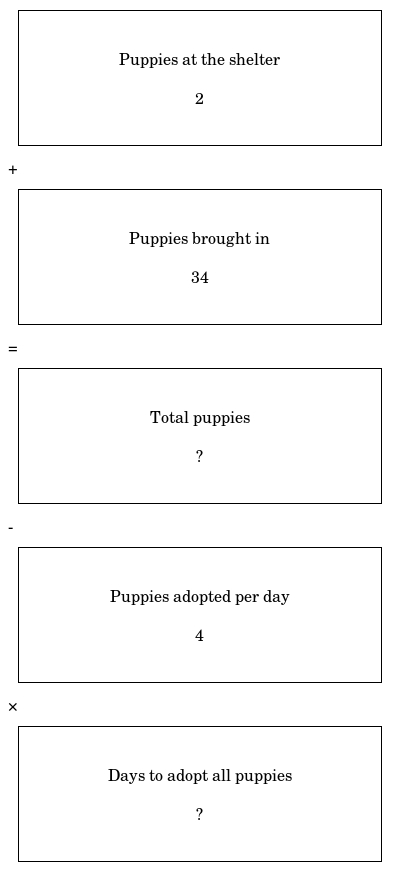 Puppies at the shelter
2
+
Puppies brought in
34
=
Total puppies
?
-
Puppies adopted per day
4
×
Days to adopt all puppies
?